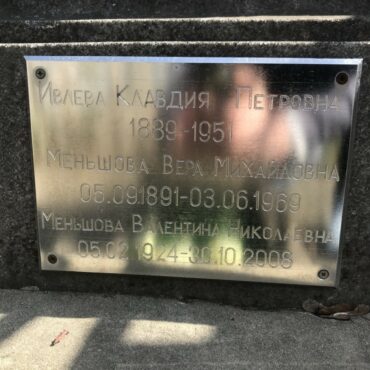 Ивлева Клавдия Петровна
1889-1951
Меньшова Вера Михайловна
05.09.1891-03.06.1969
Меньшова Валентина Николаевна
05.02.1924-30.10.2008